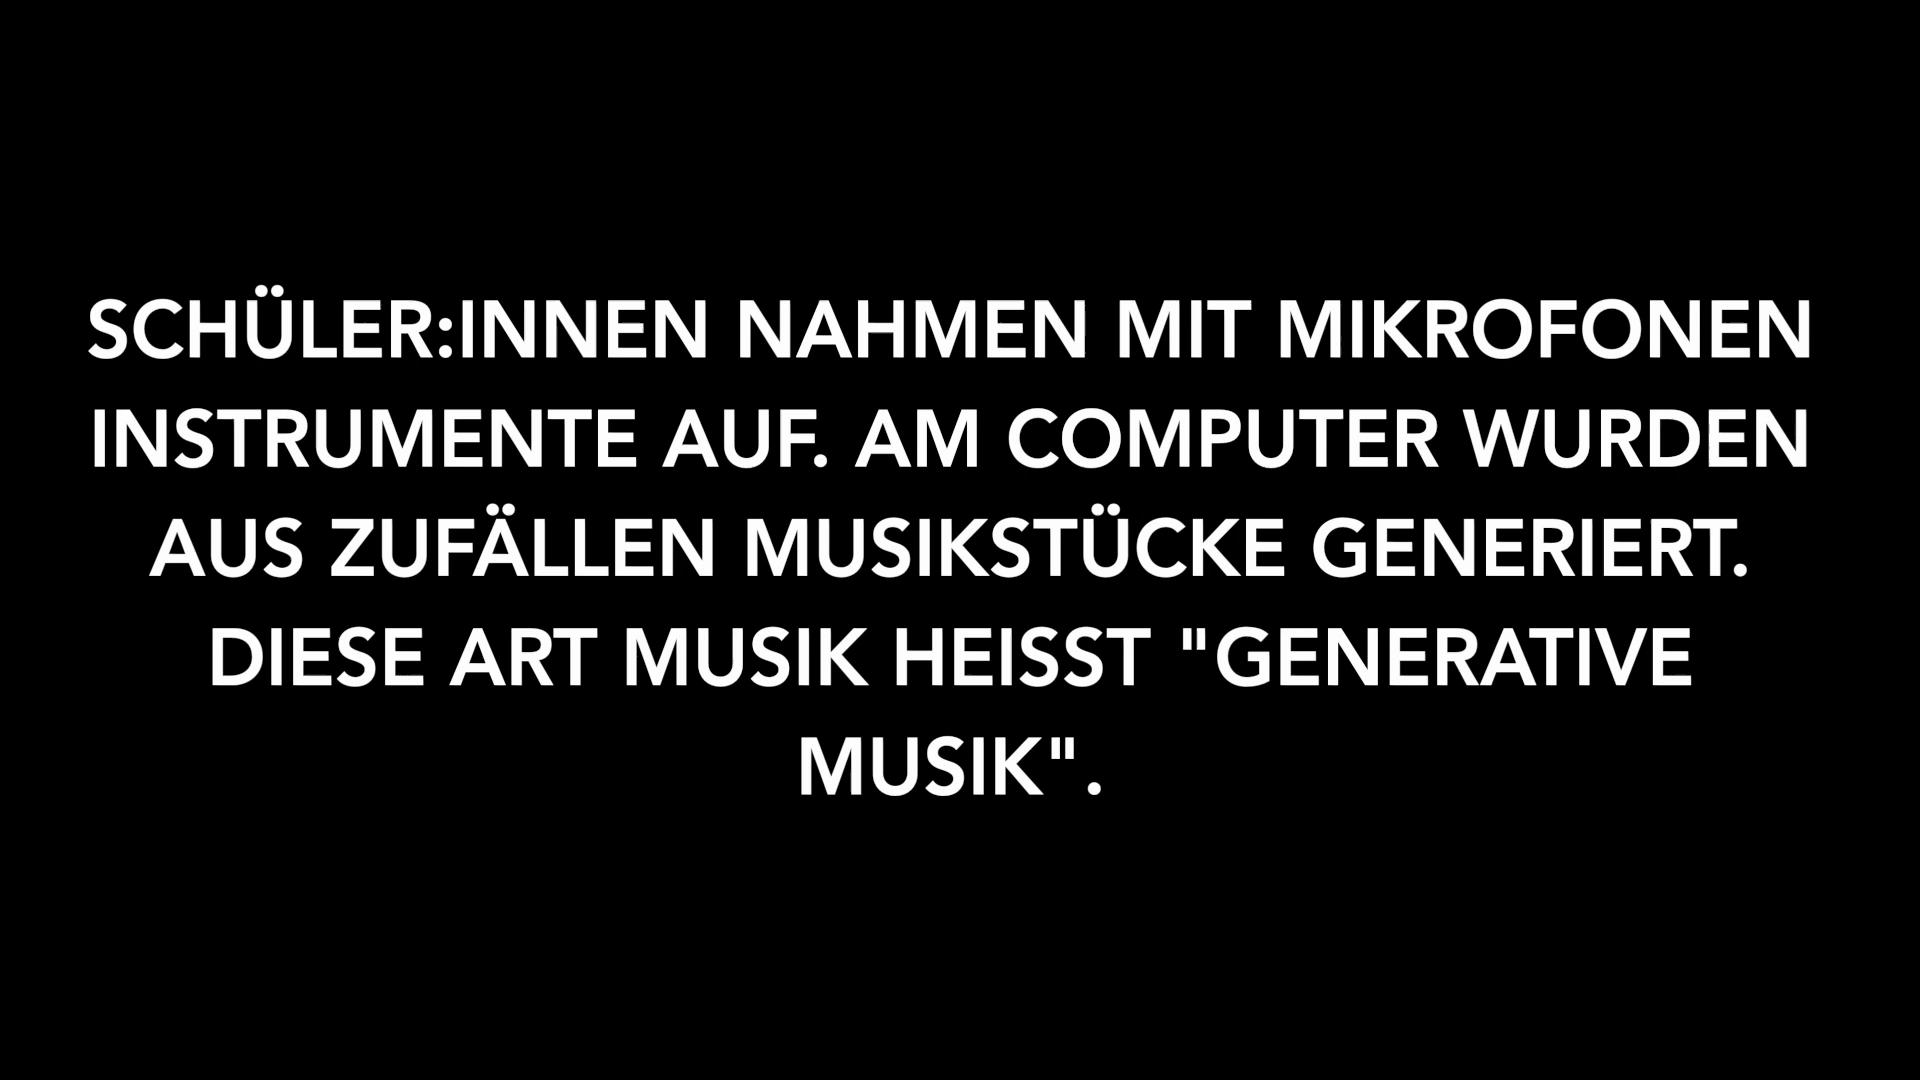 SCHÜLER:INNEN NAHMEN MIT MIKROFONEN
INSTRUMENTE AUF. AM COMPUTER WURDEN
AUS ZUFÄLLEN MUSIKSTÜCKE GENERIERT.
DIESE ART MUSIK HEISST "GENERATIVE
MUSIK".